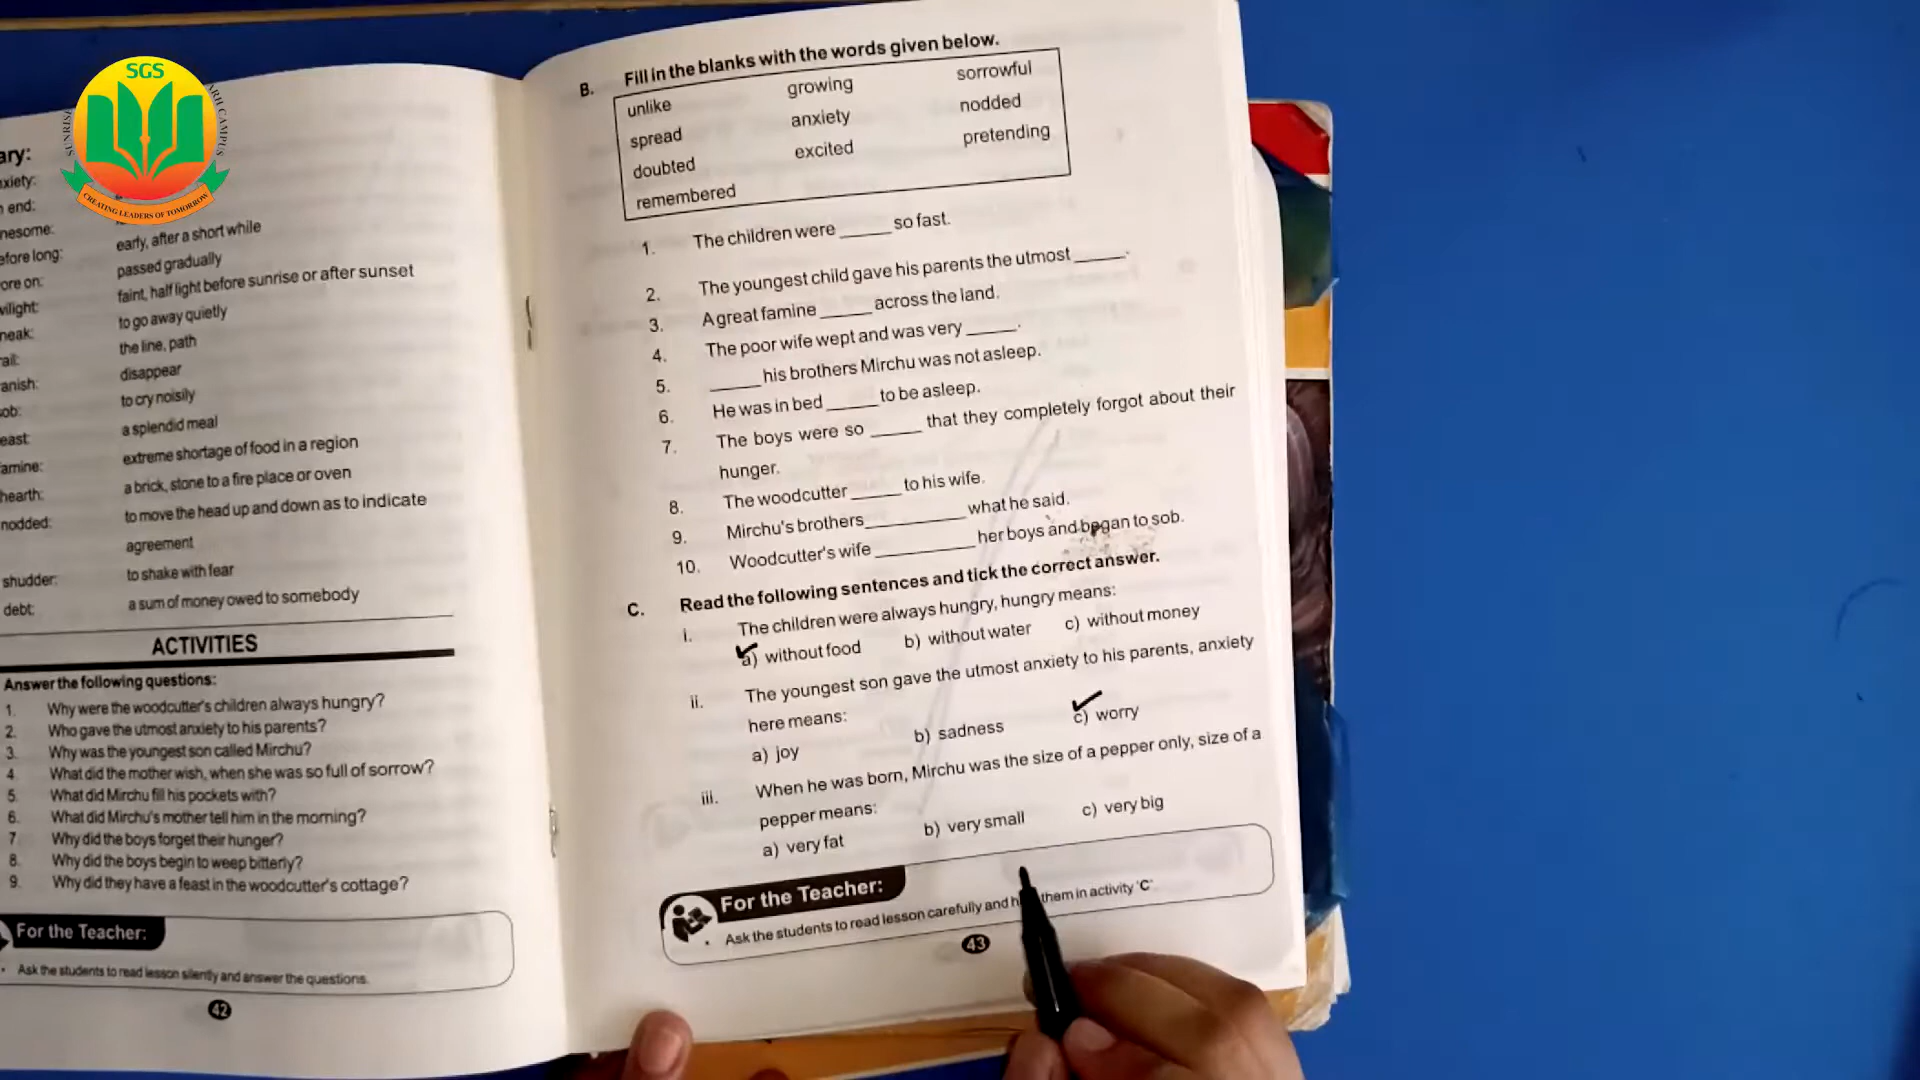 SGS
CREATING LEADERS OF TOMORROW
ary:
xiety:
end:
nesome:
early, after a short while
efore long:
passed gradually
ore on:
faint, half light before sunrise or after sunset
vilight:
to go away quietly
neak:
the line, path
ail:
disappear
anish:
to cry noisily
ob:
a splendid meal
east:
extreme shortage of food in a region
amine:
a brick, stone to a fire place or oven
hearth:
to move the head up and down as to indicate
nodded:
agreement
shudder: to shake with fear
debt: a sum of money owed to somebody
ACTIVITIES
Answer the following questions:
1. Why were the woodcutter's children always hungry?
2. Who gave the utmost anxiety to his parents?
3. Why was the youngest son called Mirchu?
4. What did the mother wish, when she was so full of sorrow?
5. What did Mirchu fill his pockets with?
6. What did Mirchu's mother tell him in the morning?
7. Why did the boys forget their hunger?
8. Why did the boys begin to weep bitterly?
9. Why did they have a feast in the woodcutter's cottage?
For the Teacher:
• Ask the students to read lesson silently and answer the questions.
42
B. Fill in the blanks with the words given below.
unlike growing sorrowful
spread anxiety nodded
doubted excited pretending
remembered
1. The children were _____ so fast.
2. The youngest child gave his parents the utmost _____.
3. A great famine _____ across the land.
4. The poor wife wept and was very _____.
5. _____ his brothers Mirchu was not asleep.
6. He was in bed _____ to be asleep.
7. The boys were so _____ that they completely forgot about their
hunger.
8. The woodcutter _____ to his wife.
9. Mirchu's brothers__________ what he said.
10. Woodcutter's wife __________ her boys and began to sob.
C. Read the following sentences and tick the correct answer.
i. The children were always hungry, hungry means:
a) without food b) without water c) without money
ii. The youngest son gave the utmost anxiety to his parents, anxiety
here means:
a) joy b) sadness c) worry
iii. When he was born, Mirchu was the size of a pepper only, size of a
pepper means:
a) very fat b) very small c) very big
For the Teacher:
• Ask the students to read lesson carefully and h them in activity 'C'
43